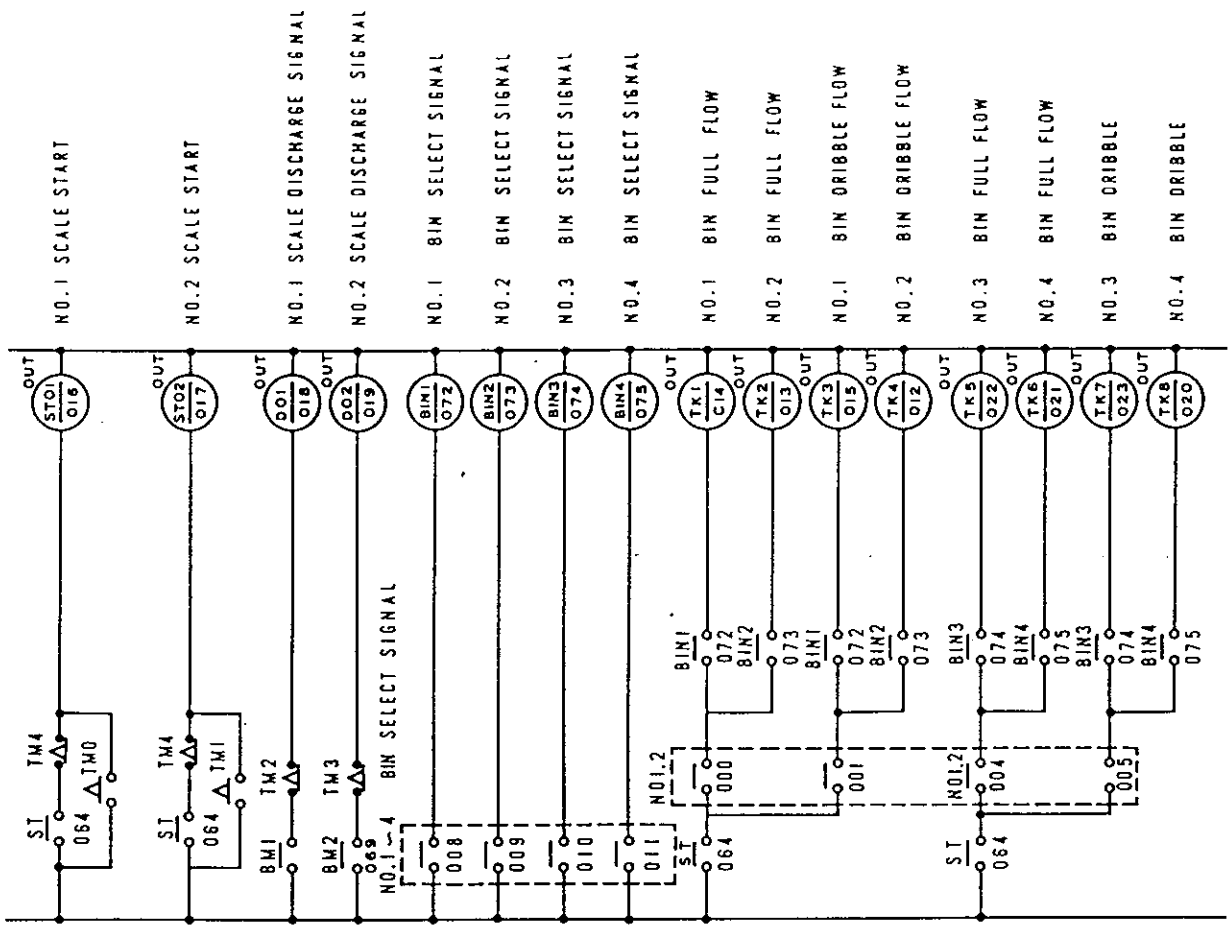 OUT
ST
064
TM4
TM0
STO1
016
NO.1 SCALE START
OUT
ST
064
TM4
TM1
STO2
017
NO.2 SCALE START
OUT
BM1
TM2
DO1
018
NO.1 SCALE DISCHARGE SIGNAL
OUT
BM2
069
TM3
DO2
019
NO.2 SCALE DISCHARGE SIGNAL
NO.1~4 BIN SELECT SIGNAL
008
BIN1
072
NO.1 BIN SELECT SIGNAL
009
BIN2
073
NO.2 BIN SELECT SIGNAL
010
BIN3
074
NO.3 BIN SELECT SIGNAL
011
BIN4
075
NO.4 BIN SELECT SIGNAL
OUT
ST
064
NO1,2
000
BIN1
072
TK1
C14
NO.1 BIN FULL FLOW
OUT
BIN2
073
TK2
013
NO.2 BIN FULL FLOW
OUT
001
BIN1
072
TK3
015
NO.1 BIN DRIBBLE FLOW
OUT
BIN2
073
TK4
012
NO.2 BIN DRIBBLE FLOW
OUT
ST
064
NO1,2
004
BIN3
074
TK5
022
NO.3 BIN FULL FLOW
OUT
BIN4
075
TK6
021
NO.4 BIN FULL FLOW
OUT
005
BIN3
074
TK7
023
NO.3 BIN DRIBBLE
OUT
BIN4
075
TK8
020
NO.4 BIN DRIBBLE